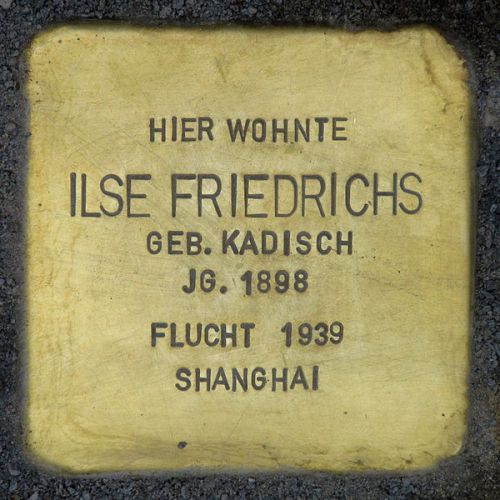 HIER WOHNTE
ILSE FRIEDRICHS
GEB. KADISCH
JG. 1898
FLUCHT 1939
SHANGHAI